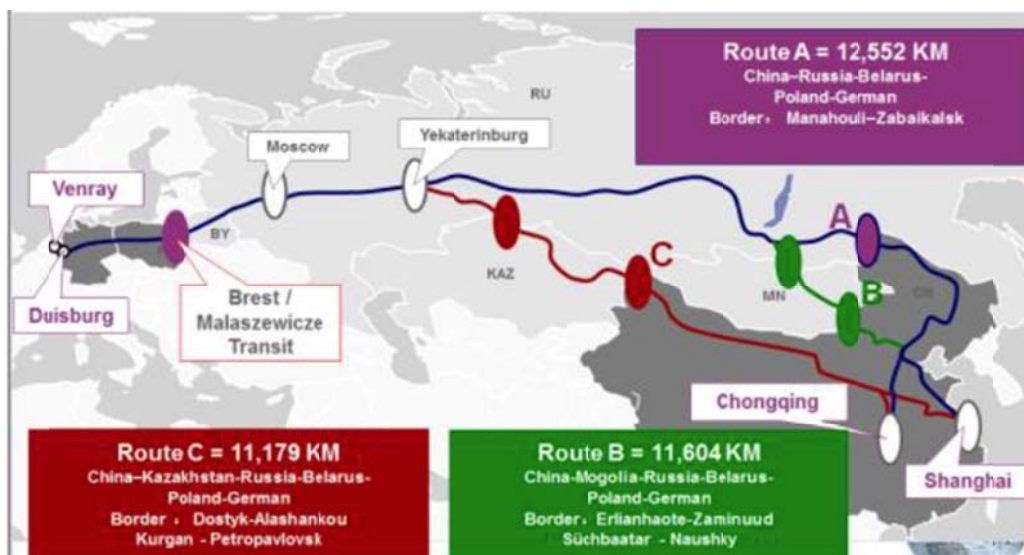 Route A = 12,552 KM
China–Russia-Belarus-
Poland-German
Border： Manahouli–Zabaikalsk
RU
Yekaterinburg
Moscow
Venray
A
BY
C
KAZ
MN
B
CN
Duisburg
Brest /
Malaszewicze
Transit
Chongqing
Shanghai
Route C = 11,179 KM
China–Kazakhstan-Russia-Belarus-
Poland-German
Border： Dostyk-Alashankou
Kurgan - Petropavlovsk
Route B = 11,604 KM
China-Mogolia-Russia-Belarus-
Poland-German
Border： Erlianhaote-Zaminuud
Süchbaatar - Naushky